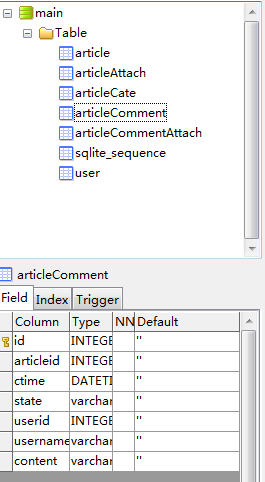 main
Table
article
articleAttach
articleCate
articleComment
articleCommentAttach
sqlite_sequence
user
articleComment
Field Index Trigger
Column Type NN Default
id INTEGE ''
articleid INTEGE ''
ctime DATETI ''
state varchar ''
userid INTEGE ''
username varchar ''
content varchar ''